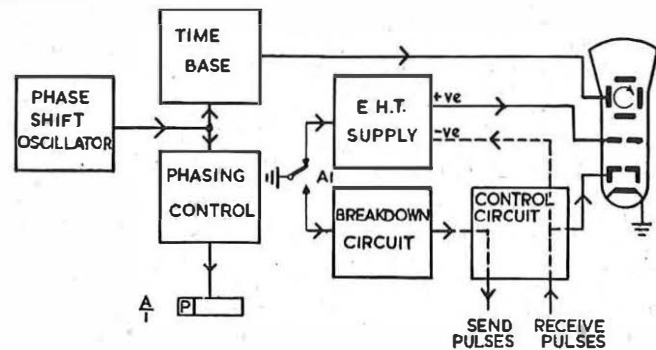 TIME
BASE
PHASE
SHIFT
OSCILLATOR
E H.T.
SUPPLY
+ve
-ve
PHASING
CONTROL
A1
BREAKDOWN
CIRCUIT
CONTROL
CIRCUIT
A
1
P
SEND
PULSES
RECEIVE
PULSES